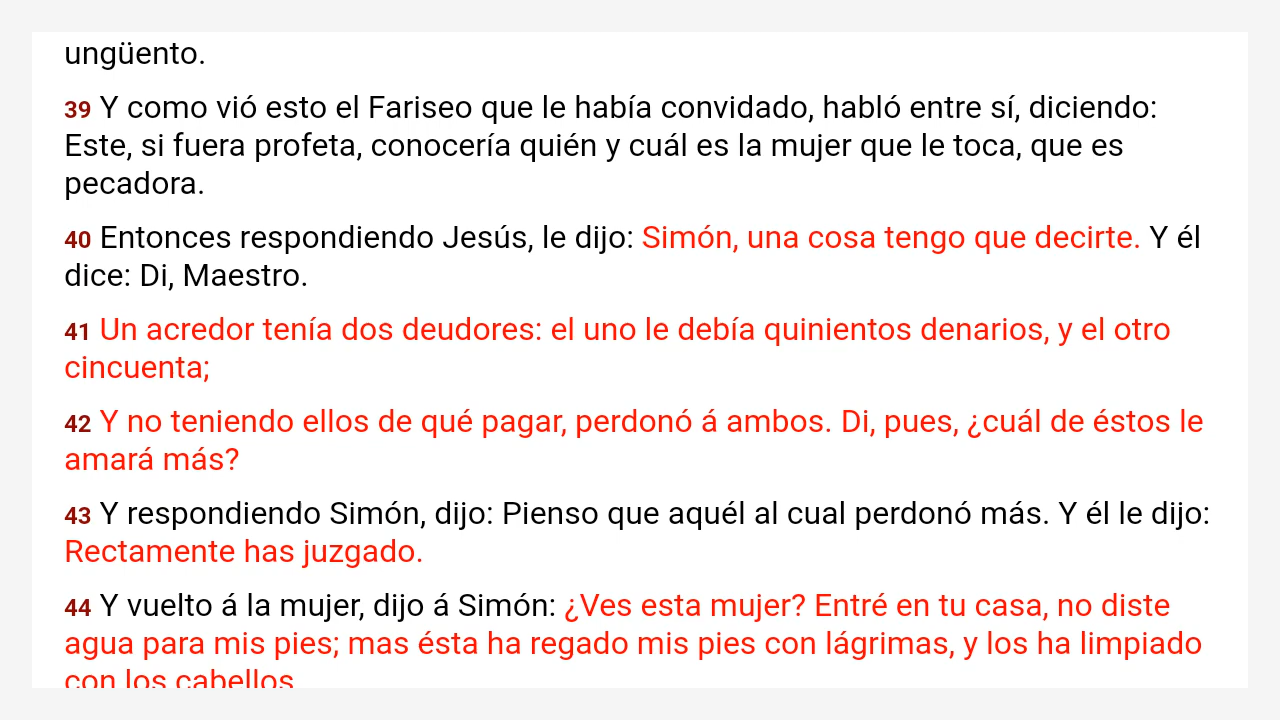 ungüento.
39 Y como vió esto el Fariseo que le había convidado, habló entre sí, diciendo:
Este, si fuera profeta, conocería quién y cuál es la mujer que le toca, que es
pecadora.
40 Entonces respondiendo Jesús, le dijo: Simón, una cosa tengo que decirte. Y él
dice: Di, Maestro.
41 Un acredor tenía dos deudores: el uno le debía quinientos denarios, y el otro
cincuenta;
42 Y no teniendo ellos de qué pagar, perdonó á ambos. Di, pues, ¿cuál de éstos le
amará más?
43 Y respondiendo Simón, dijo: Pienso que aquél al cual perdonó más. Y él le dijo:
Rectamente has juzgado.
44 Y vuelto á la mujer, dijo á Simón: ¿Ves esta mujer? Entré en tu casa, no diste
agua para mis pies; mas ésta ha regado mis pies con lágrimas, y los ha limpiado
con los cabellos